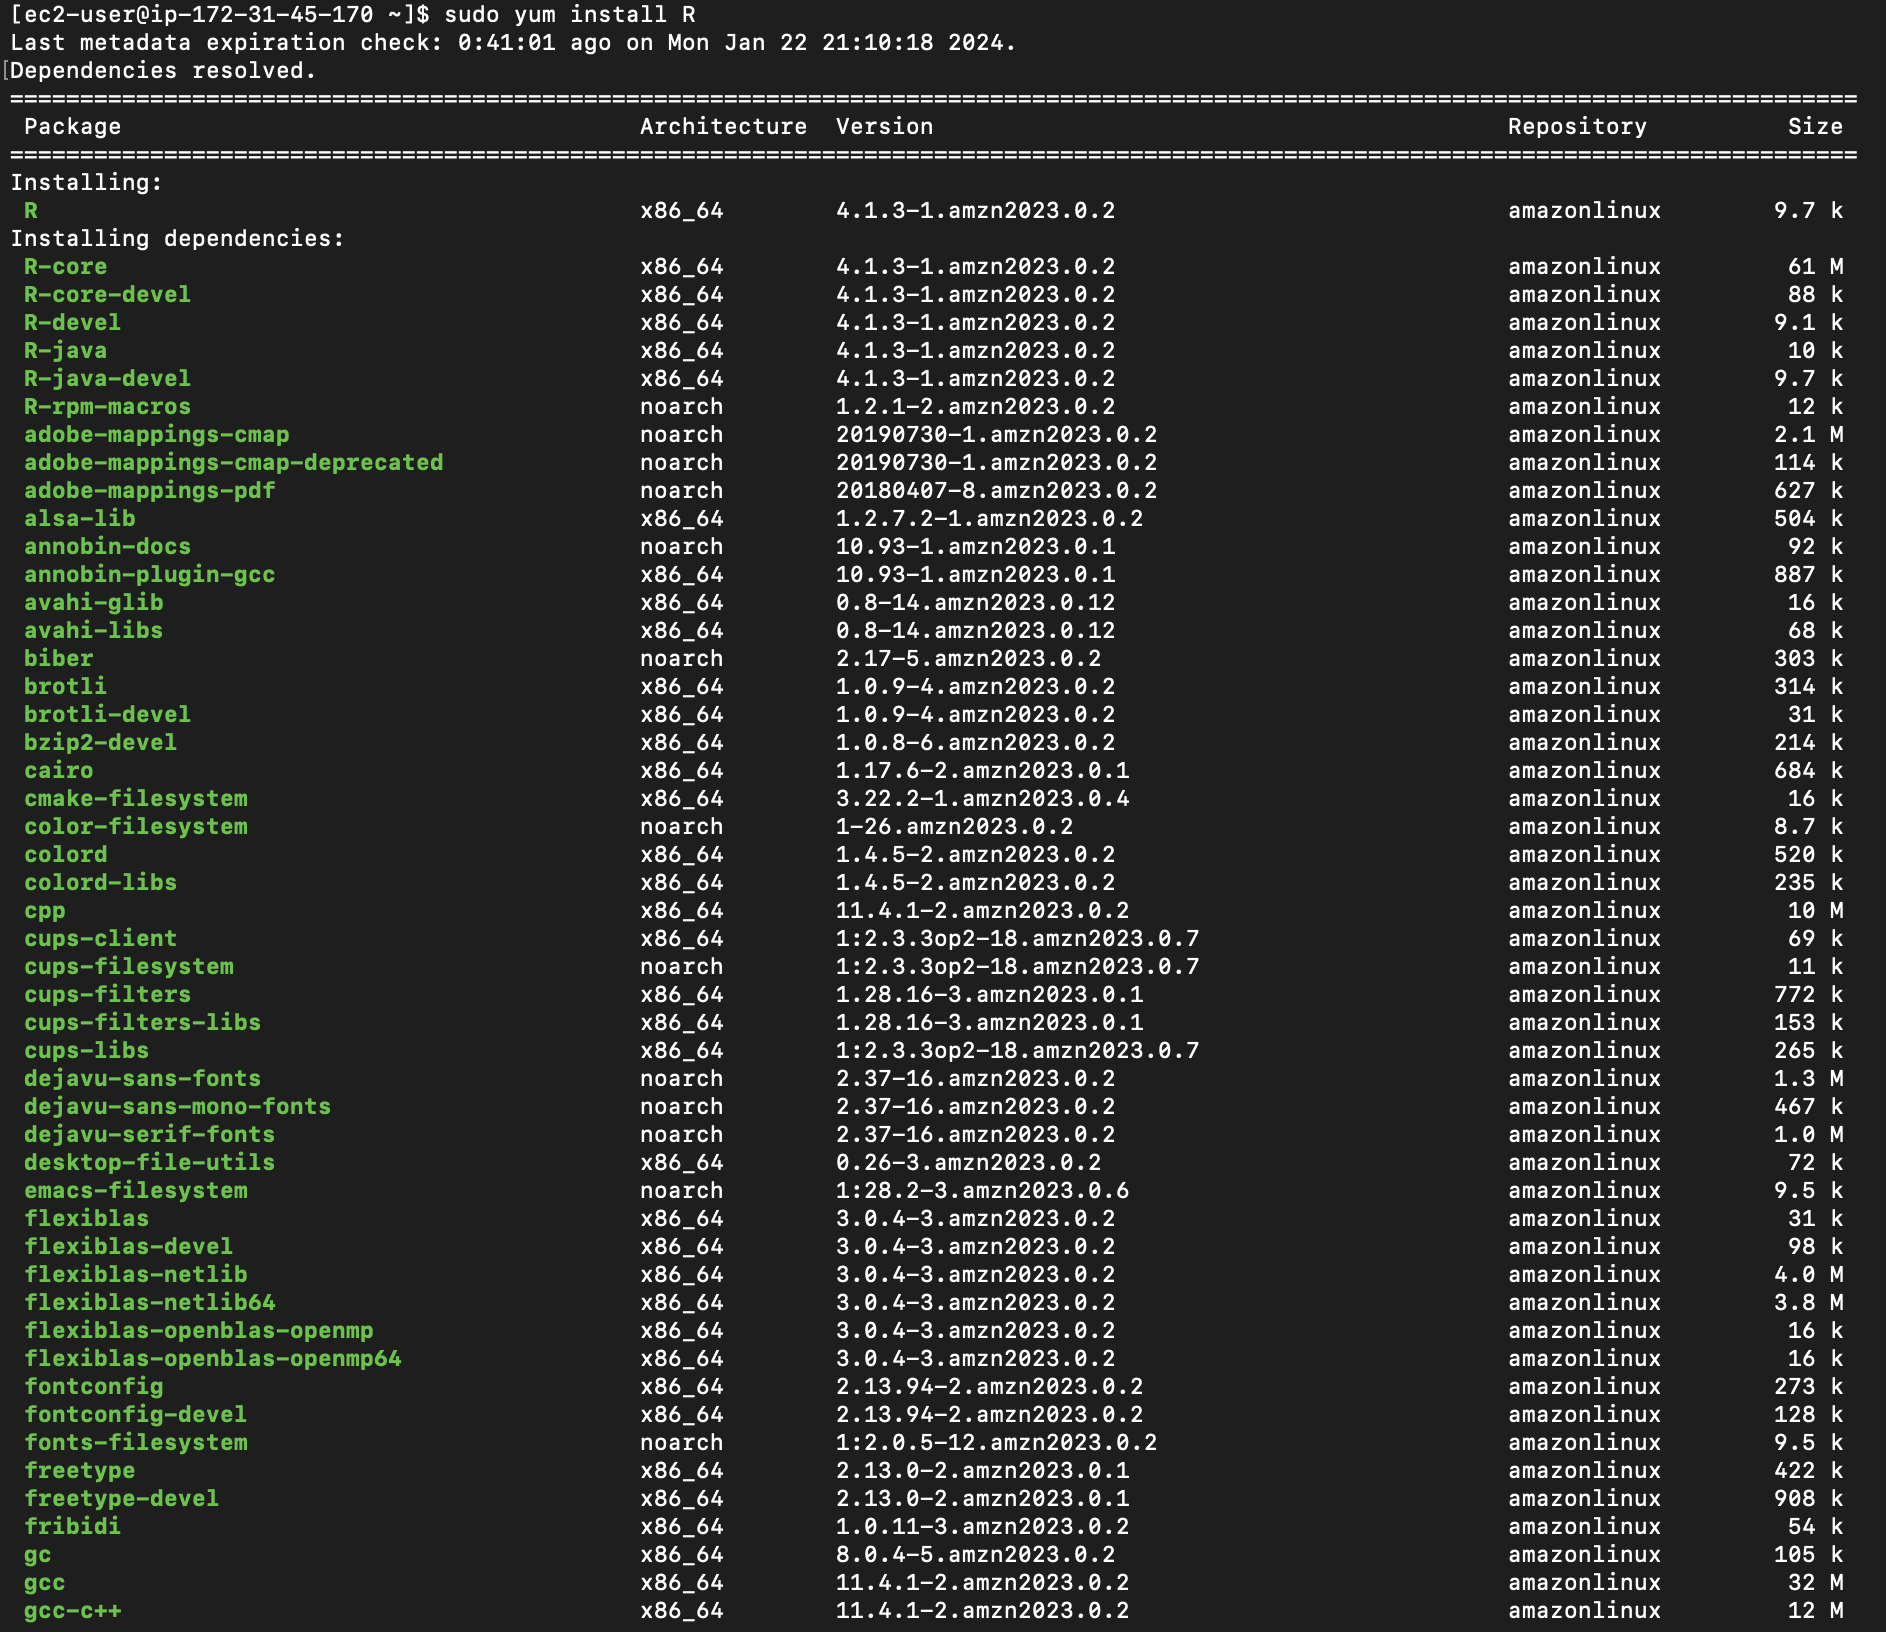 [ec2-user@ip-172-31-45-170 ~]$ sudo yum install R
Last metadata expiration check: 0:41:01 ago on Mon Jan 22 21:10:18 2024.
Dependencies resolved.
====================================================================================================================================
Package Architecture Version Repository Size
====================================================================================================================================
Installing:
R x86_64 4.1.3-1.amzn2023.0.2 amazonlinux 9.7 k
Installing dependencies:
R-core x86_64 4.1.3-1.amzn2023.0.2 amazonlinux 61 M
R-core-devel x86_64 4.1.3-1.amzn2023.0.2 amazonlinux 88 k
R-devel x86_64 4.1.3-1.amzn2023.0.2 amazonlinux 9.1 k
R-java x86_64 4.1.3-1.amzn2023.0.2 amazonlinux 10 k
R-java-devel x86_64 4.1.3-1.amzn2023.0.2 amazonlinux 9.7 k
R-rpm-macros noarch 1.2.1-2.amzn2023.0.2 amazonlinux 12 k
adobe-mappings-cmap noarch 20190730-1.amzn2023.0.2 amazonlinux 2.1 M
adobe-mappings-cmap-deprecated noarch 20190730-1.amzn2023.0.2 amazonlinux 114 k
adobe-mappings-pdf noarch 20180407-8.amzn2023.0.2 amazonlinux 627 k
alsa-lib x86_64 1.2.7.2-1.amzn2023.0.2 amazonlinux 504 k
annobin-docs noarch 10.93-1.amzn2023.0.1 amazonlinux 92 k
annobin-plugin-gcc x86_64 10.93-1.amzn2023.0.1 amazonlinux 887 k
avahi-glib x86_64 0.8-14.amzn2023.0.12 amazonlinux 16 k
avahi-libs x86_64 0.8-14.amzn2023.0.12 amazonlinux 68 k
biber noarch 2.17-5.amzn2023.0.2 amazonlinux 303 k
brotli x86_64 1.0.9-4.amzn2023.0.2 amazonlinux 314 k
brotli-devel x86_64 1.0.9-4.amzn2023.0.2 amazonlinux 31 k
bzip2-devel x86_64 1.0.8-6.amzn2023.0.2 amazonlinux 214 k
cairo x86_64 1.17.6-2.amzn2023.0.1 amazonlinux 684 k
cmake-filesystem x86_64 3.22.2-1.amzn2023.0.4 amazonlinux 16 k
color-filesystem noarch 1-26.amzn2023.0.2 amazonlinux 8.7 k
colord x86_64 1.4.5-2.amzn2023.0.2 amazonlinux 520 k
colord-libs x86_64 1.4.5-2.amzn2023.0.2 amazonlinux 235 k
cpp x86_64 11.4.1-2.amzn2023.0.2 amazonlinux 10 M
cups-client x86_64 1:2.3.3op2-18.amzn2023.0.7 amazonlinux 69 k
cups-filesystem noarch 1:2.3.3op2-18.amzn2023.0.7 amazonlinux 11 k
cups-filters x86_64 1.28.16-3.amzn2023.0.1 amazonlinux 772 k
cups-filters-libs x86_64 1.28.16-3.amzn2023.0.1 amazonlinux 153 k
cups-libs x86_64 1:2.3.3op2-18.amzn2023.0.7 amazonlinux 265 k
dejavu-sans-fonts noarch 2.37-16.amzn2023.0.2 amazonlinux 1.3 M
dejavu-sans-mono-fonts noarch 2.37-16.amzn2023.0.2 amazonlinux 467 k
dejavu-serif-fonts noarch 2.37-16.amzn2023.0.2 amazonlinux 1.0 M
desktop-file-utils x86_64 0.26-3.amzn2023.0.2 amazonlinux 72 k
emacs-filesystem noarch 1:28.2-3.amzn2023.0.6 amazonlinux 9.5 k
flexiblas x86_64 3.0.4-3.amzn2023.0.2 amazonlinux 31 k
flexiblas-devel x86_64 3.0.4-3.amzn2023.0.2 amazonlinux 98 k
flexiblas-netlib x86_64 3.0.4-3.amzn2023.0.2 amazonlinux 4.0 M
flexiblas-netlib64 x86_64 3.0.4-3.amzn2023.0.2 amazonlinux 3.8 M
flexiblas-openblas-openmp x86_64 3.0.4-3.amzn2023.0.2 amazonlinux 16 k
flexiblas-openblas-openmp64 x86_64 3.0.4-3.amzn2023.0.2 amazonlinux 16 k
fontconfig x86_64 2.13.94-2.amzn2023.0.2 amazonlinux 273 k
fontconfig-devel x86_64 2.13.94-2.amzn2023.0.2 amazonlinux 128 k
fonts-filesystem noarch 1:2.0.5-12.amzn2023.0.2 amazonlinux 9.5 k
freetype x86_64 2.13.0-2.amzn2023.0.1 amazonlinux 422 k
freetype-devel x86_64 2.13.0-2.amzn2023.0.1 amazonlinux 908 k
fribidi x86_64 1.0.11-3.amzn2023.0.2 amazonlinux 54 k
gc x86_64 8.0.4-5.amzn2023.0.2 amazonlinux 105 k
gcc x86_64 11.4.1-2.amzn2023.0.2 amazonlinux 32 M
gcc-c++ x86_64 11.4.1-2.amzn2023.0.2 amazonlinux 12 M